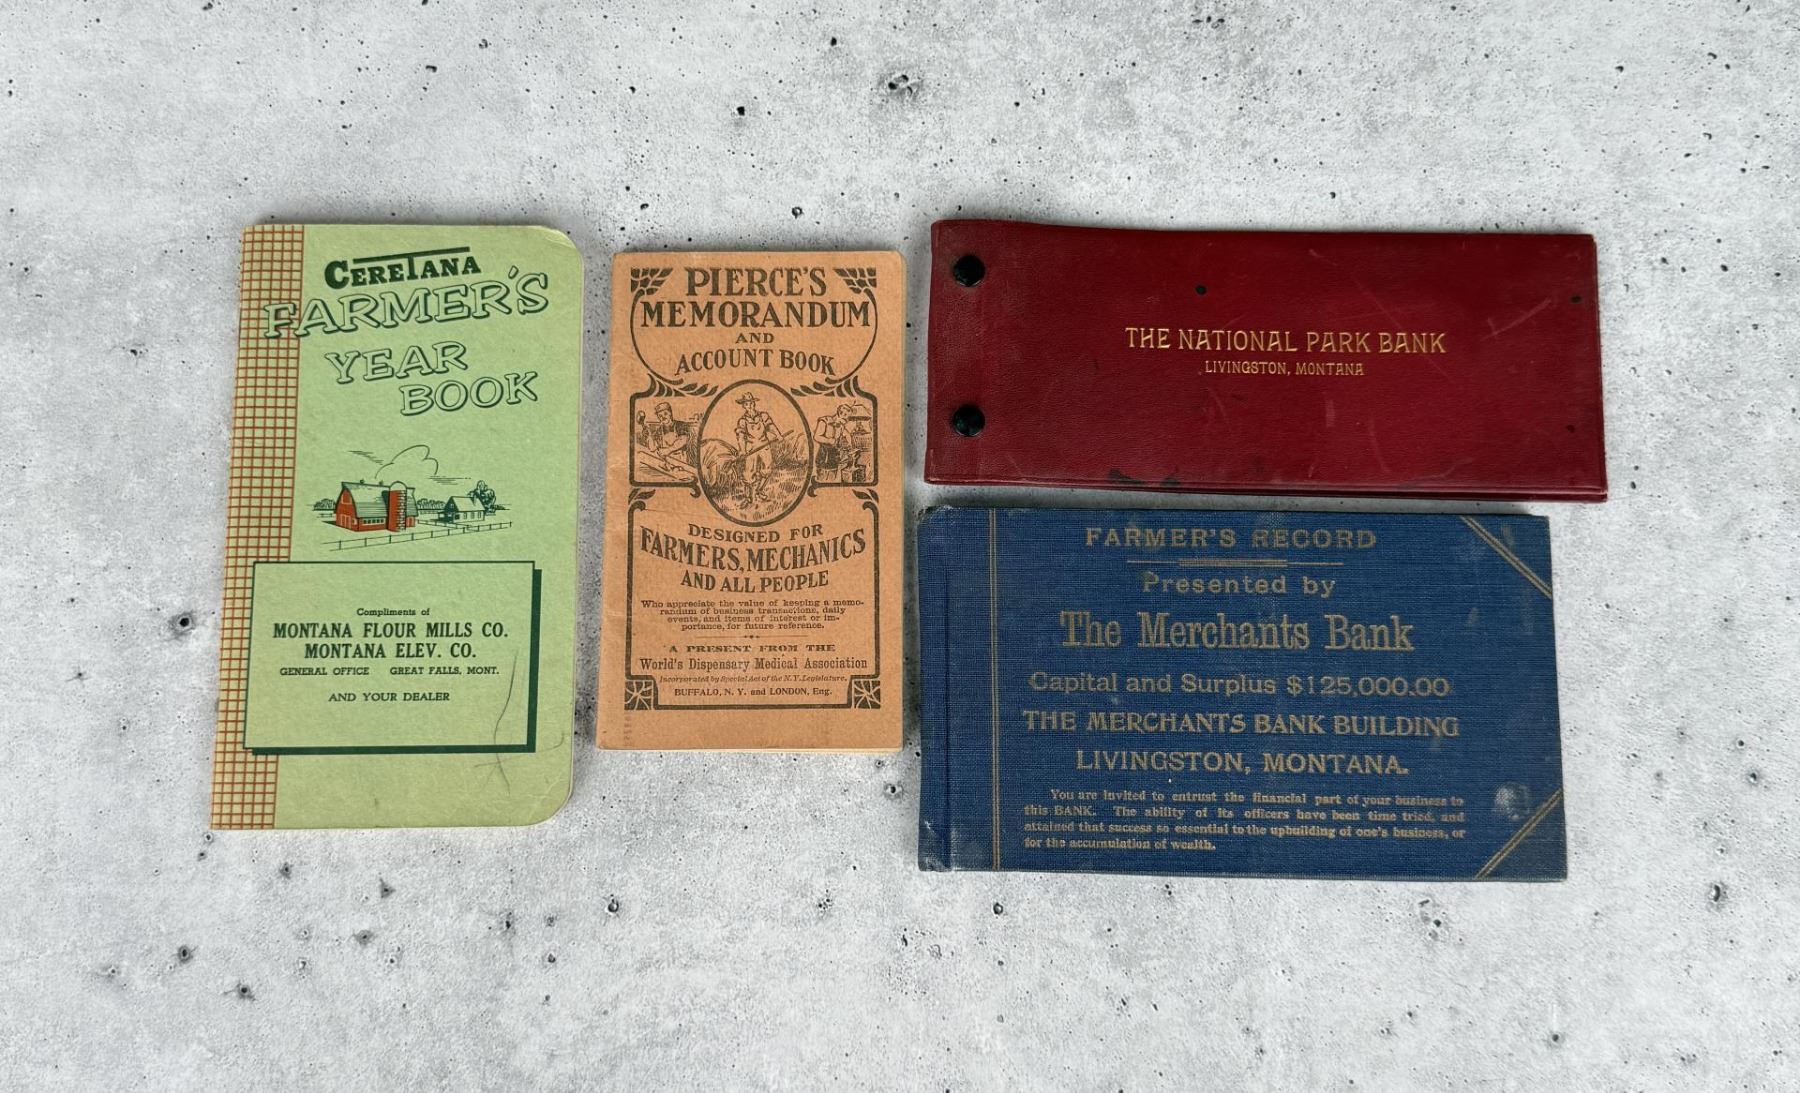 CERETANA
FARMER'S
YEAR
BOOK
Compliments of
MONTANA FLOUR MILLS CO.
MONTANA ELEV. CO.
GENERAL OFFICE GREAT FALLS, MONT.
AND YOUR DEALER
PIERCE'S
MEMORANDUM
AND
ACCOUNT BOOK
DESIGNED FOR
FARMERS, MECHANICS
AND ALL PEOPLE
Who appreciate the value of keeping a memo-
randum of business transactions, daily
events, and items of interest or im-
portance, for future reference.
A PRESENT FROM THE
World's Dispensary Medical Association
Incorporated by Special Act of the N. Y. Legislature.
BUFFALO, N. Y. and LONDON, Eng.
THE NATIONAL PARK BANK
LIVINGSTON, MONTANA
FARMER'S RECORD
Presented by
The Merchants Bank
Capital and Surplus $125,000.00
THE MERCHANTS BANK BUILDING
LIVINGSTON, MONTANA.
You are invited to entrust the financial part of your business to
this BANK. The ability of its officers have been time tried, and
attained that success so essential to the upbuilding of one's business, or
for the accumulation of wealth.